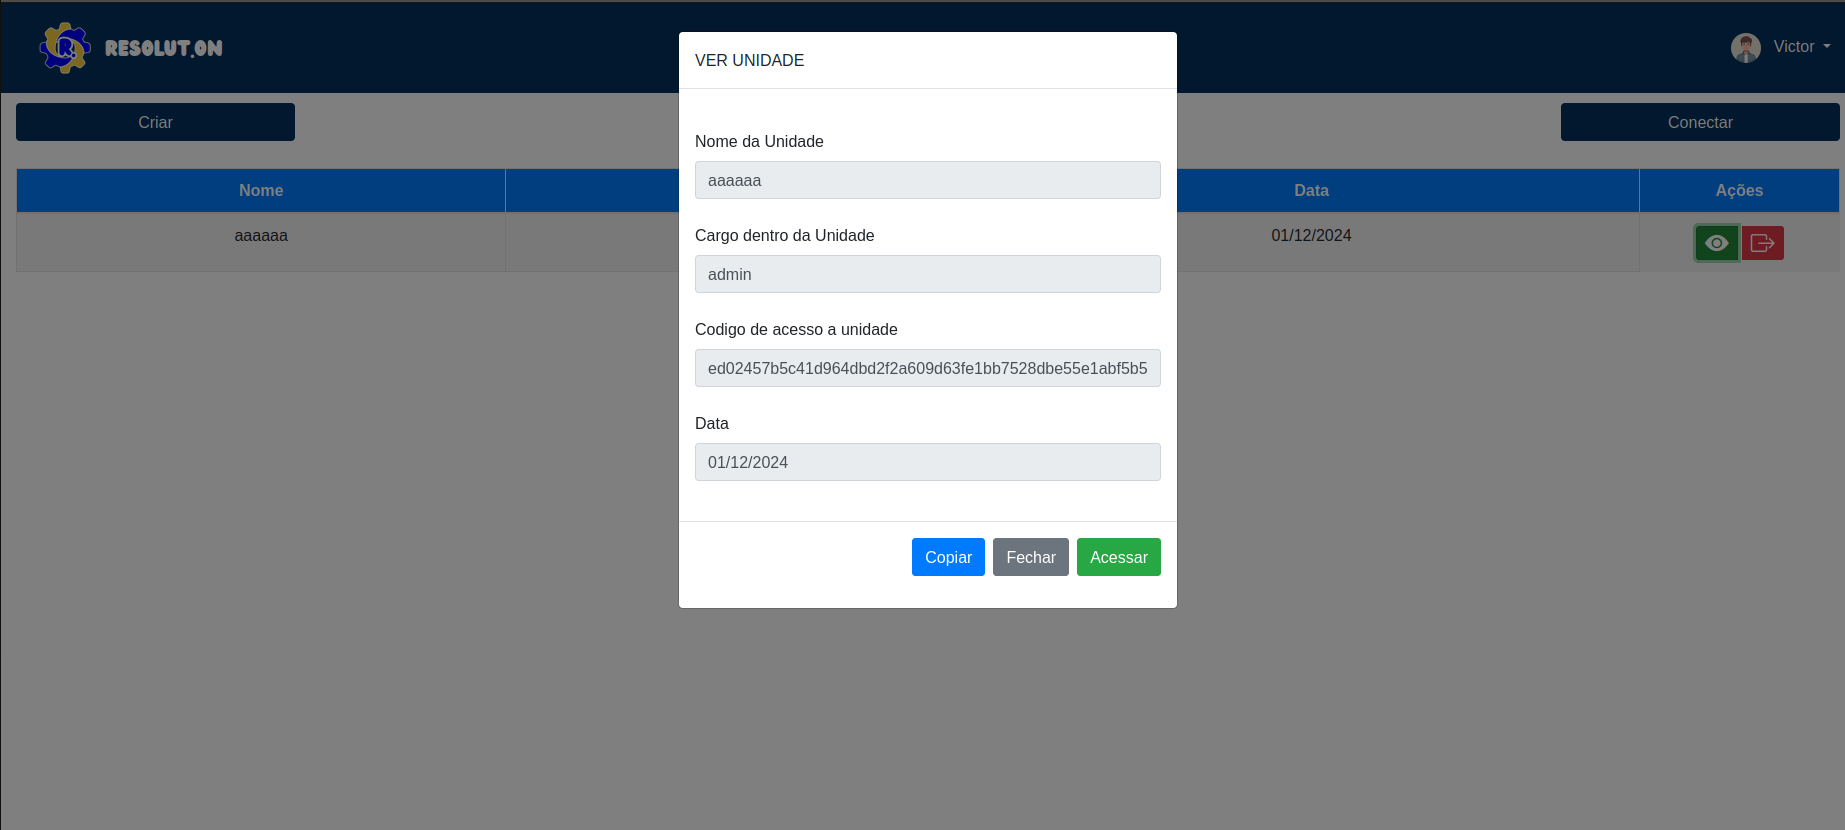 RESOLUT.ON
Victor
Criar
Conectar
Nome
Data
Ações
aaaaaa
01/12/2024
VER UNIDADE
Nome da Unidade
aaaaaa
Cargo dentro da Unidade
admin
Codigo de acesso a unidade
ed02457b5c41d964dbd2f2a609d63fe1bb7528dbe55e1abf5b5
Data
01/12/2024
Copiar
Fechar
Acessar